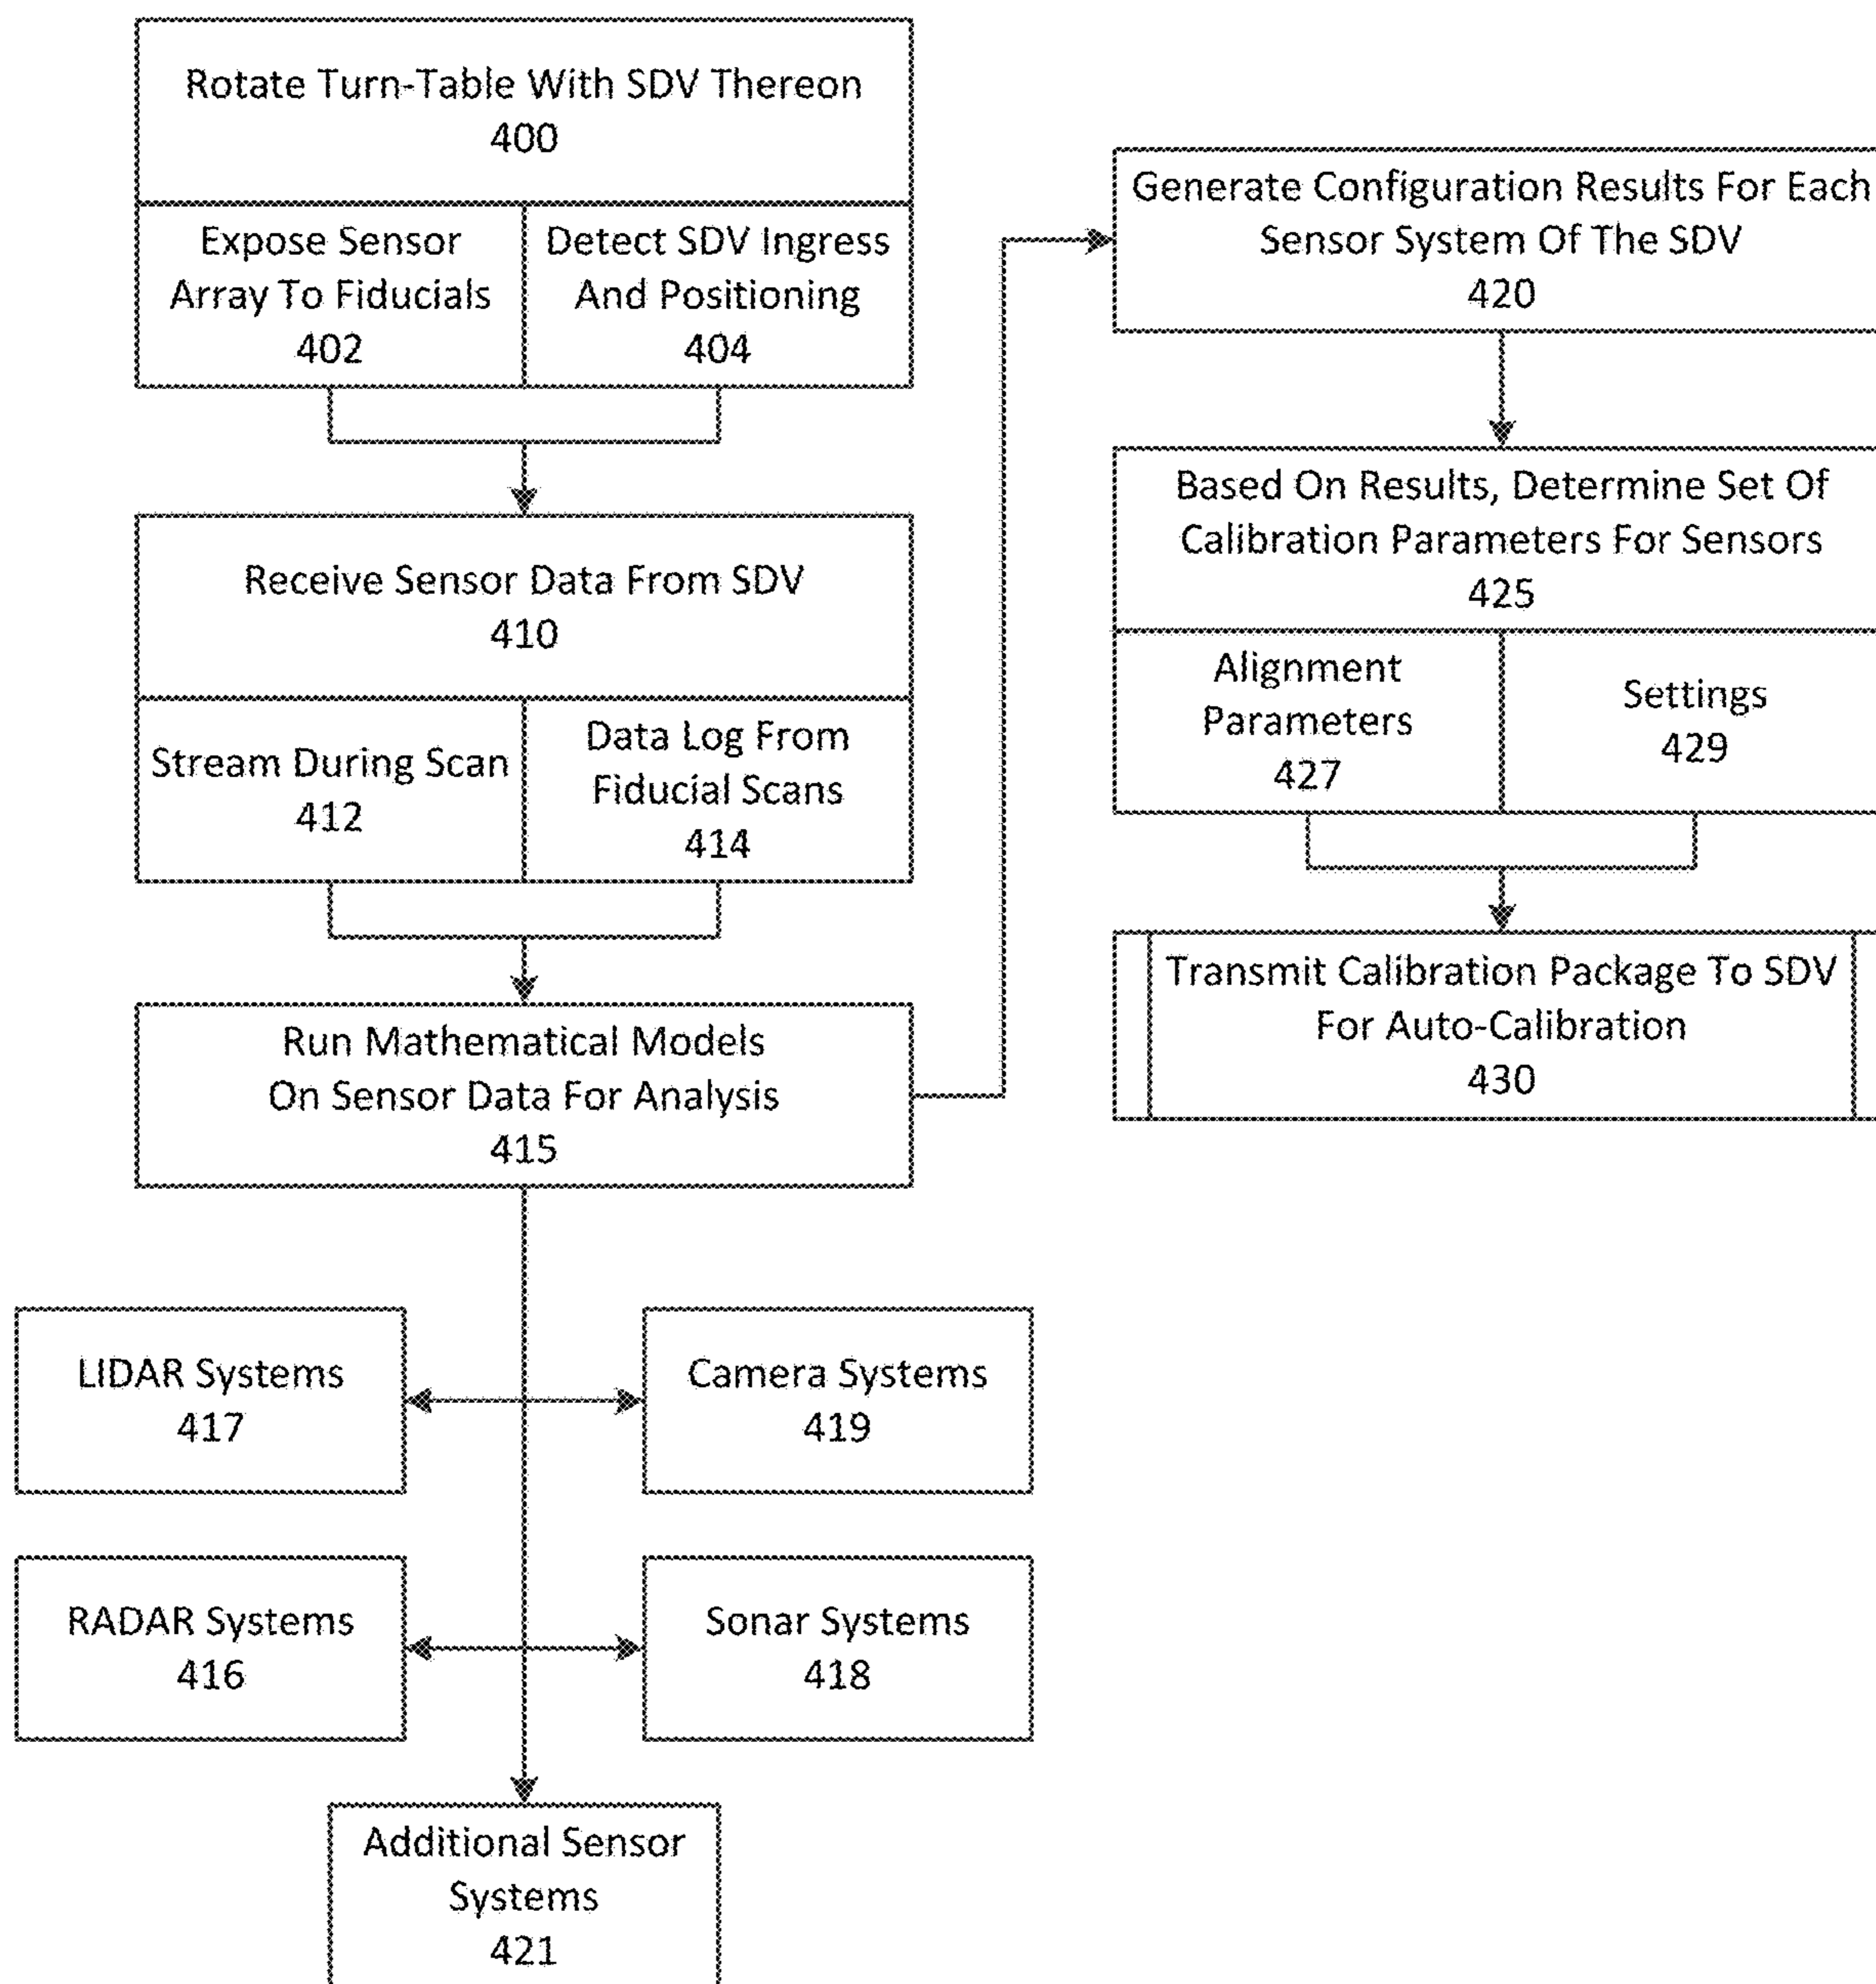 Rotate Turn-Table With SDV Thereon
400
Expose Sensor
Array To Fiducials
402
Detect SDV Ingress
And Positioning
404
Receive Sensor Data From SDV
410
Stream During Scan
412
Data Log From
Fiducial Scans
414
Run Mathematical Models
On Sensor Data For Analysis
415
LIDAR Systems
417
Camera Systems
419
RADAR Systems
416
Sonar Systems
418
Additional Sensor
Systems
421
Generate Configuration Results For Each
Sensor System Of The SDV
420
Based On Results, Determine Set Of
Calibration Parameters For Sensors
425
Alignment
Parameters
427
Settings
429
Transmit Calibration Package To SDV
For Auto-Calibration
430